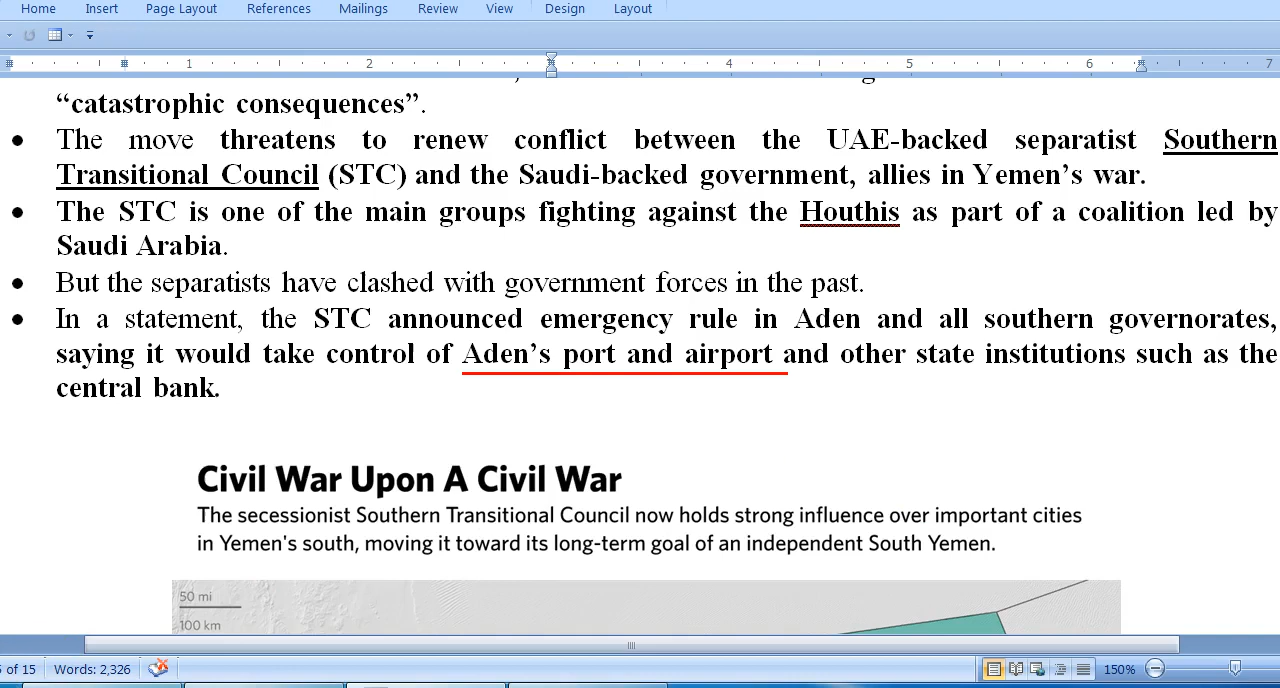 Home Insert Page Layout References Mailings Review View Design Layout
1 2 4 5 6 7
“catastrophic consequences”.
• The move threatens to renew conflict between the UAE-backed separatist Southern
Transitional Council (STC) and the Saudi-backed government, allies in Yemen’s war.
• The STC is one of the main groups fighting against the Houthis as part of a coalition led by
Saudi Arabia.
• But the separatists have clashed with government forces in the past.
• In a statement, the STC announced emergency rule in Aden and all southern governorates,
saying it would take control of Aden’s port and airport and other state institutions such as the
central bank.
Civil War Upon A Civil War
The secessionist Southern Transitional Council now holds strong influence over important cities
in Yemen's south, moving it toward its long-term goal of an independent South Yemen.
50 mi
100 km
of 15 Words: 2,326 150%